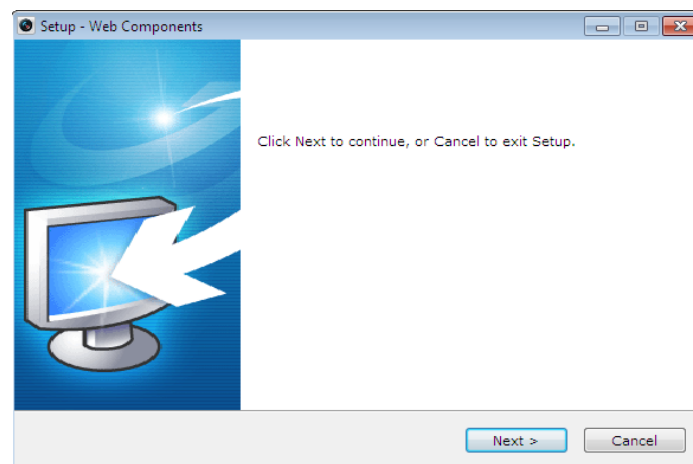 Setup - Web Components
Click Next to continue, or Cancel to exit Setup.
Next >
Cancel